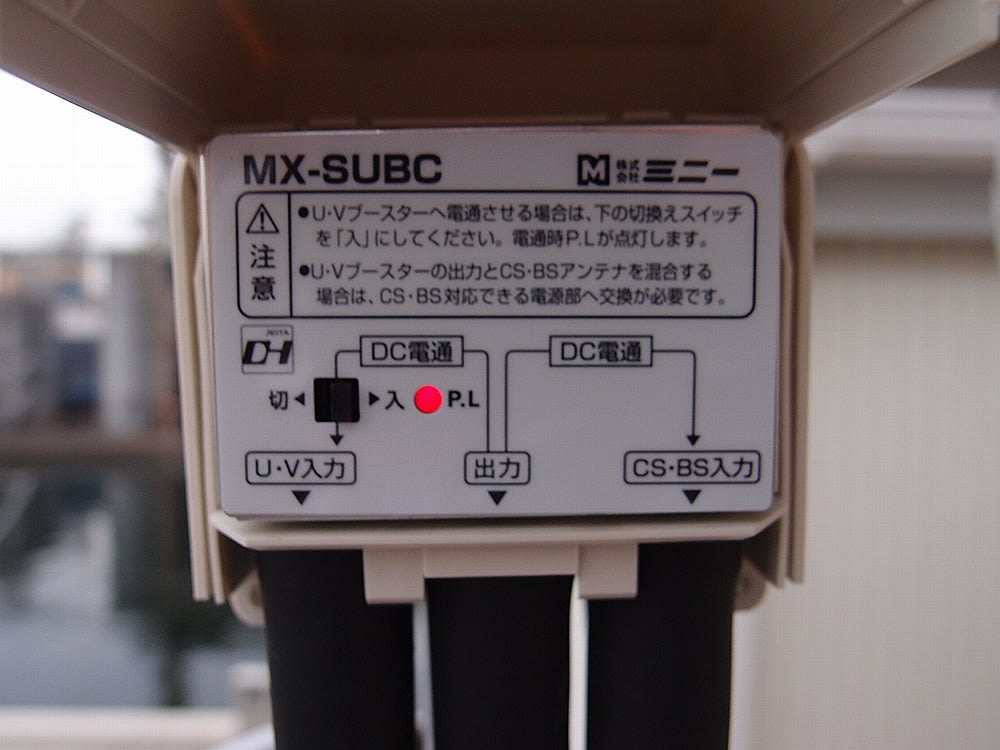 MX-SUBC
株式会社ミニー
注意
●U・Vブースターへ電通させる場合は、下の切換えスイッチ
を「入」にしてください。電通時P.Lが点灯します。
●U・Vブースターの出力とCS・BSアンテナを混合する
場合は、CS・BS対応できる電源部へ交換が必要です。
JEITA
DH
DC電通
DC電通
切◀ ▶入 P.L
U・V入力
出力
CS・BS入力